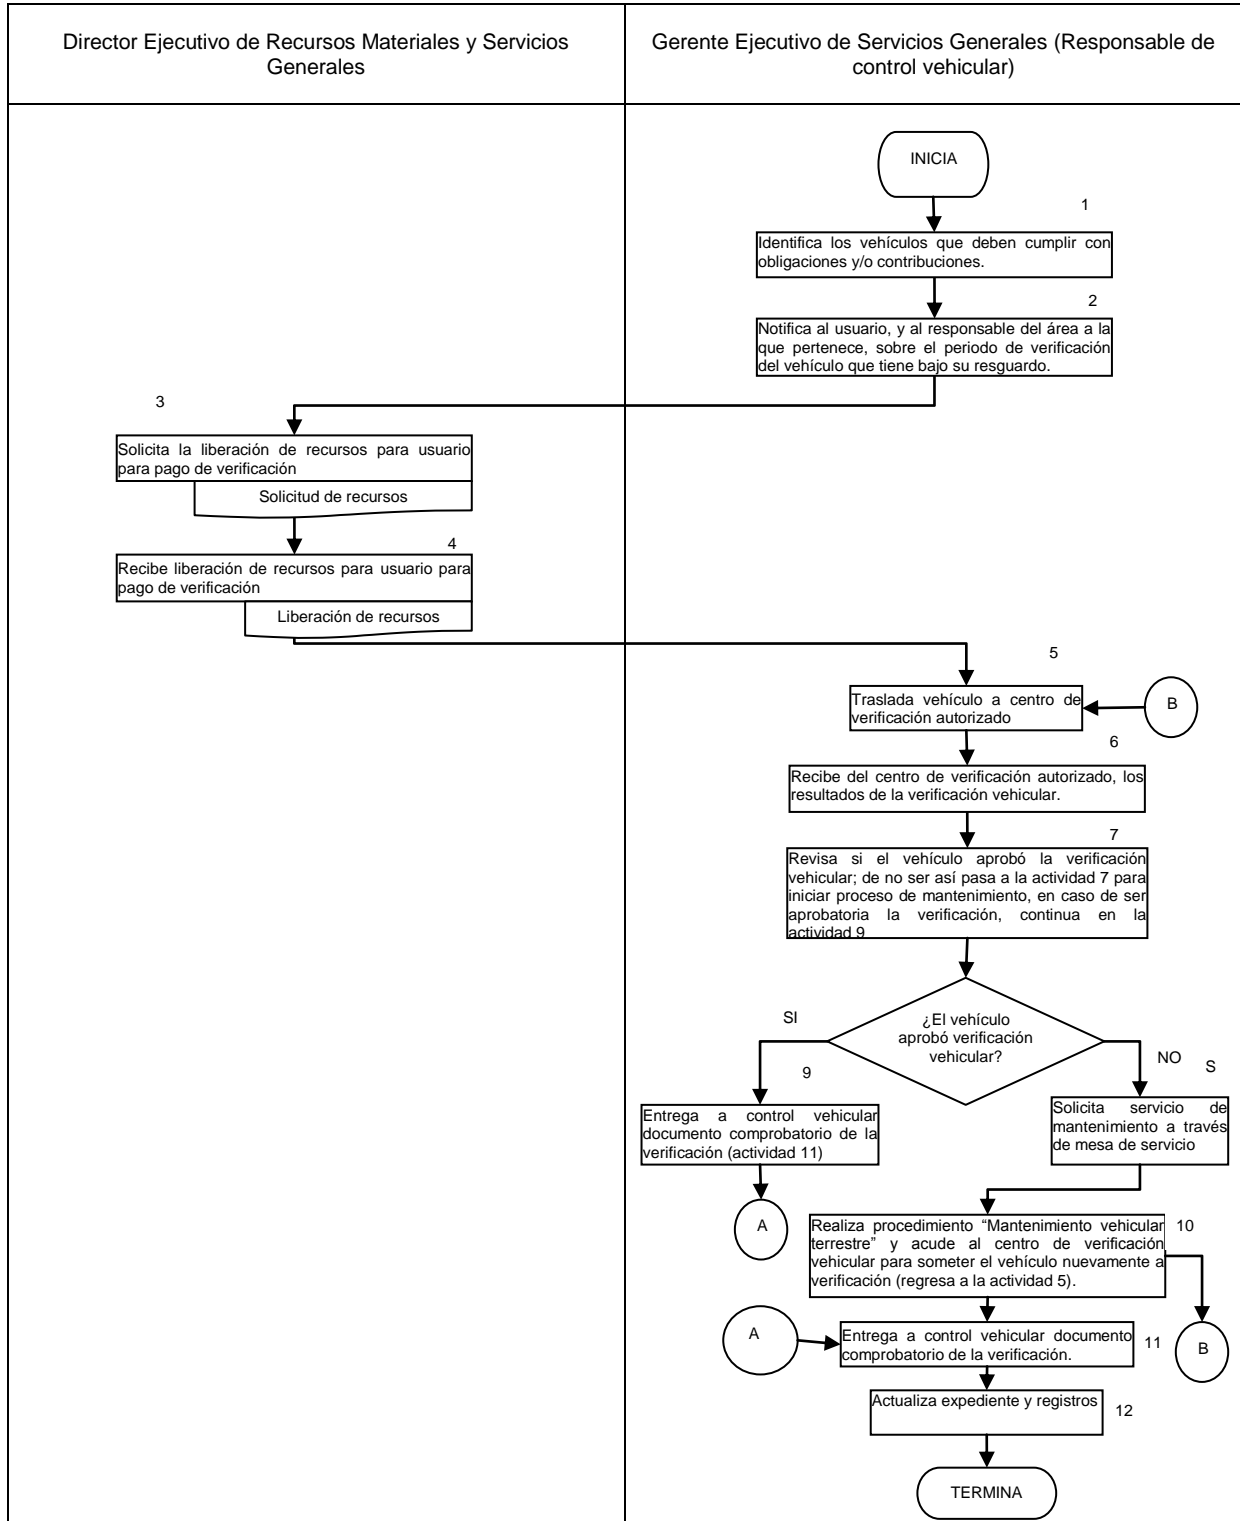 Director Ejecutivo de Recursos Materiales y Servicios
Generales
Gerente Ejecutivo de Servicios Generales (Responsable de
control vehicular)
INICIA
1
Identifica los vehículos que deben cumplir con
obligaciones y/o contribuciones.
2
Notifica al usuario, y al responsable del área a la
que pertenece, sobre el periodo de verificación
del vehículo que tiene bajo su resguardo.
3
Solicita la liberación de recursos para usuario
para pago de verificación
Solicitud de recursos
4
Recibe liberación de recursos para usuario para
pago de verificación
Liberación de recursos
5
Traslada vehículo a centro de
verificación autorizado
B
6
Recibe del centro de verificación autorizado, los
resultados de la verificación vehicular.
7
Revisa si el vehículo aprobó la verificación
vehicular; de no ser así pasa a la actividad 7 para
iniciar proceso de mantenimiento, en caso de ser
aprobatoria la verificación, continua en la
actividad 9
¿El vehículo
aprobó verificación
vehicular?
SI
NO
S
9
Entrega a control vehicular
documento comprobatorio de la
verificación (actividad 11)
Solicita servicio de
mantenimiento a través
de mesa de servicio
A
Realiza procedimiento “Mantenimiento vehicular
terrestre” y acude al centro de verificación
vehicular para someter el vehículo nuevamente a
verificación (regresa a la actividad 5).
10
A
Entrega a control vehicular documento
comprobatorio de la verificación.
11
B
Actualiza expediente y registros
12
TERMINA